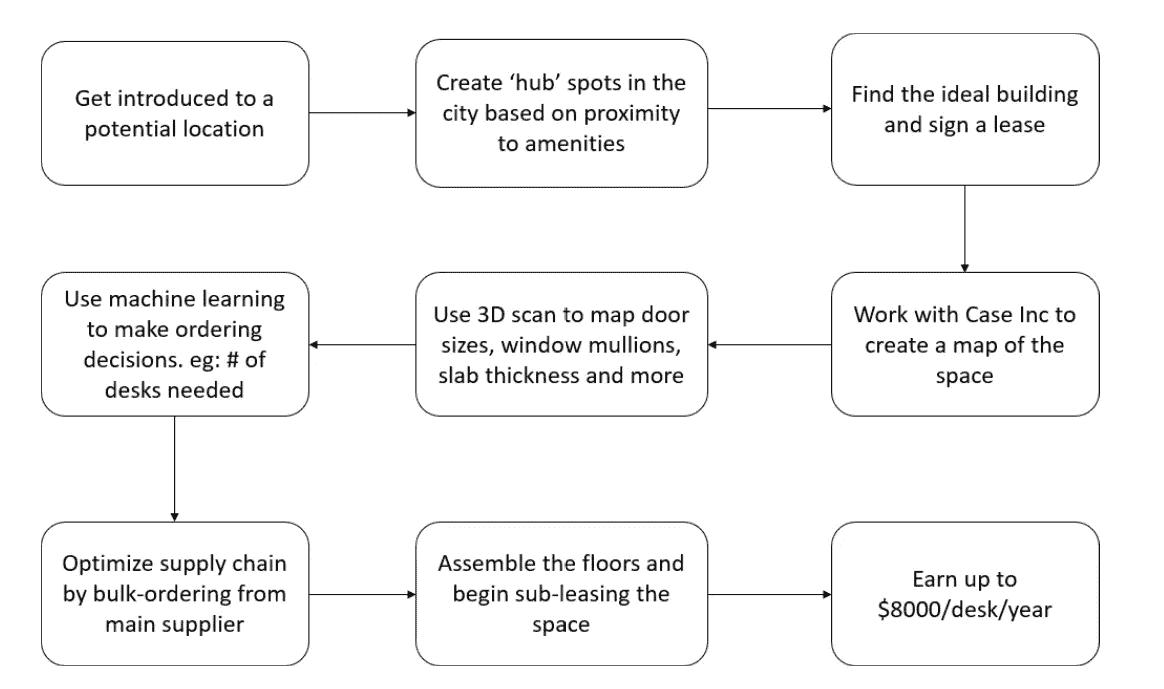 Get introduced to a
potential location
Create ‘hub’ spots in the
city based on proximity
to amenities
Find the ideal building
and sign a lease
Work with Case Inc to
create a map of the
space
Use 3D scan to map door
sizes, window mullions,
slab thickness and more
Use machine learning
to make ordering
decisions. eg: # of
desks needed
Optimize supply chain
by bulk-ordering from
main supplier
Assemble the floors and
begin sub-leasing the
space
Earn up to
$8000/desk/year